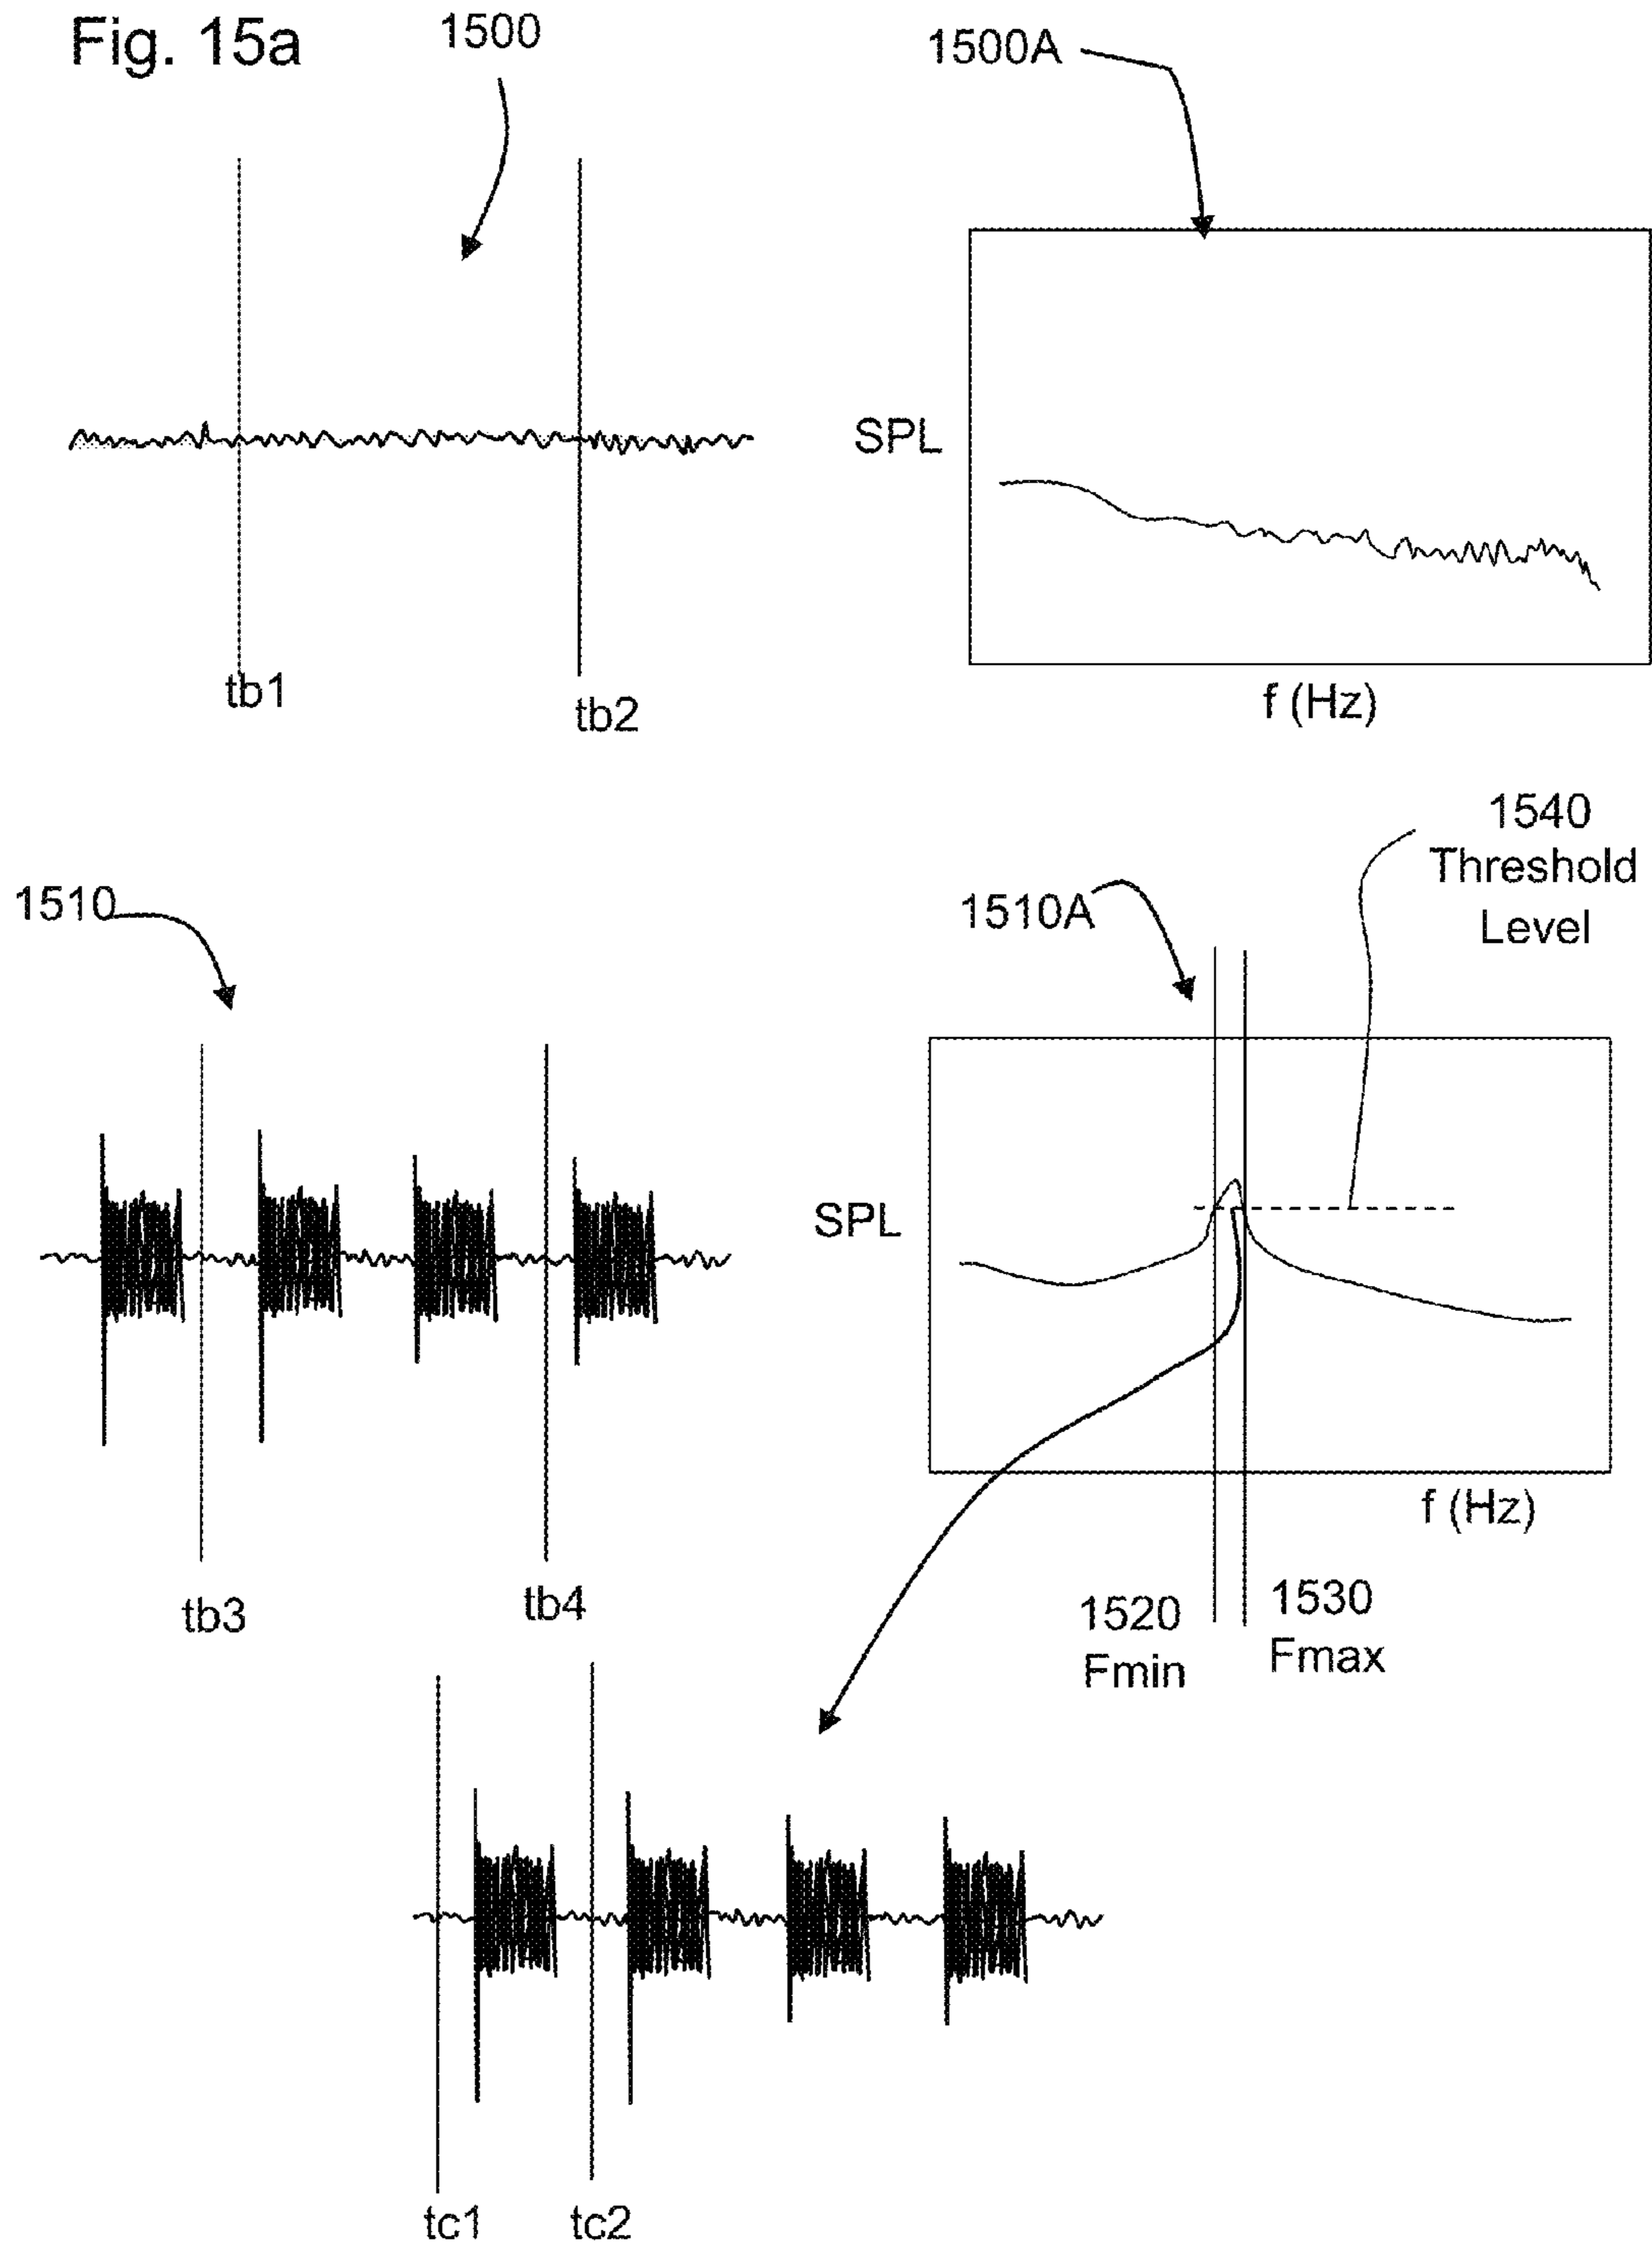 Fig. 15a
1500
1500A
SPL
tb1
tb2
f (Hz)
1540
Threshold
Level
1510
1510A
SPL
f (Hz)
tb3
tb4
1520
Fmin
1530
Fmax
tc1
tc2